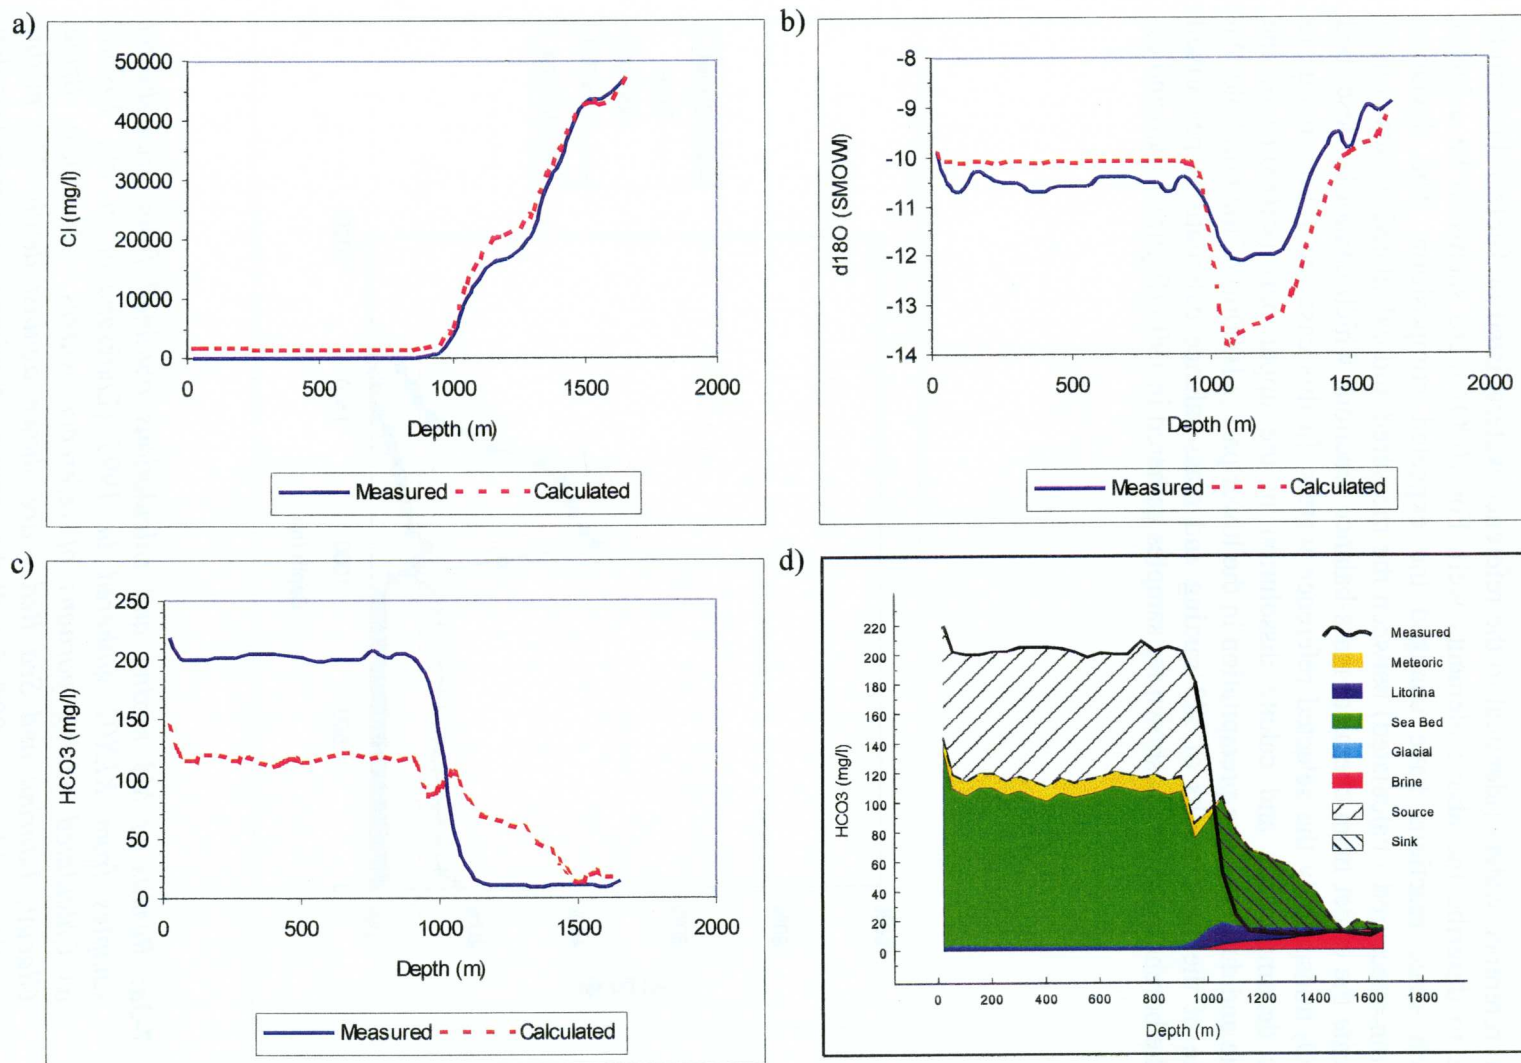 a)
50000
40000
30000
20000
10000
0
Cl (mg/l)
0 500 1000 1500 2000
Depth (m)
Measured Calculated
b)
-8
-9
-10
-11
-12
-13
-14
d18O (SMOW)
0 500 1000 1500 2000
Depth (m)
Measured Calculated
c)
250
200
150
100
50
0
HCO3 (mg/l)
0 500 1000 1500 2000
Depth (m)
Measured Calculated
d)
220
200
180
160
140
120
100
80
60
40
20
0
HCO3 (mg/l)
0 200 400 600 800 1000 1200 1400 1600 1800
Depth (m)
Measured
Meteoric
Litorina
Sea Bed
Glacial
Brine
Source
Sink